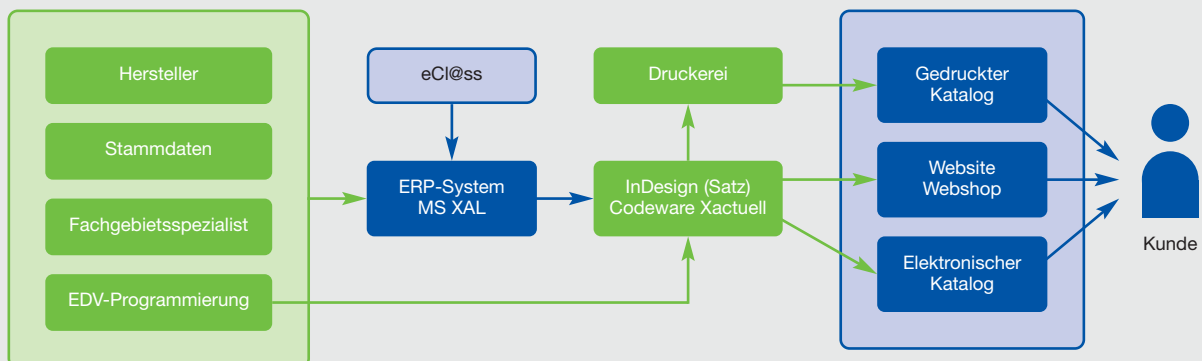 Hersteller
Stammdaten
Fachgebietsspezialist
EDV-Programmierung
eCl@ss
ERP-System
MS XAL
Druckerei
InDesign (Satz)
Codeware Xactuell
Gedruckter
Katalog
Website
Webshop
Elektronischer
Katalog
Kunde